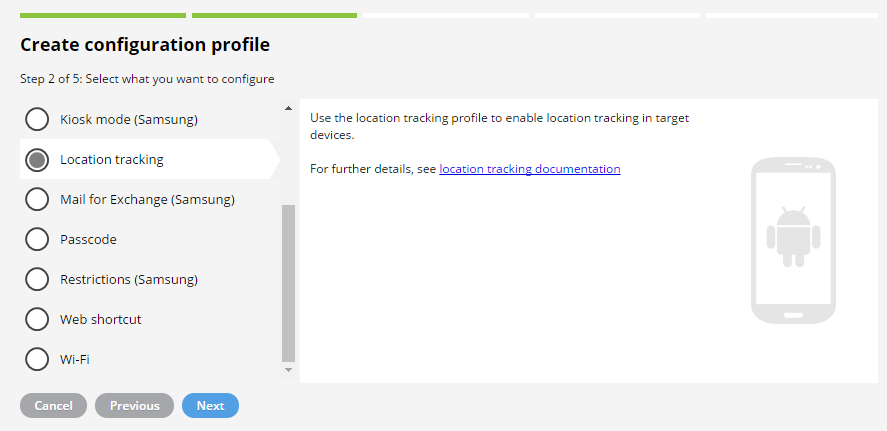 Create configuration profile
Step 2 of 5: Select what you want to configure
Kiosk mode (Samsung)
Location tracking
Mail for Exchange (Samsung)
Passcode
Restrictions (Samsung)
Web shortcut
Wi-Fi
Use the location tracking profile to enable location tracking in target
devices.
For further details, see location tracking documentation
Cancel
Previous
Next